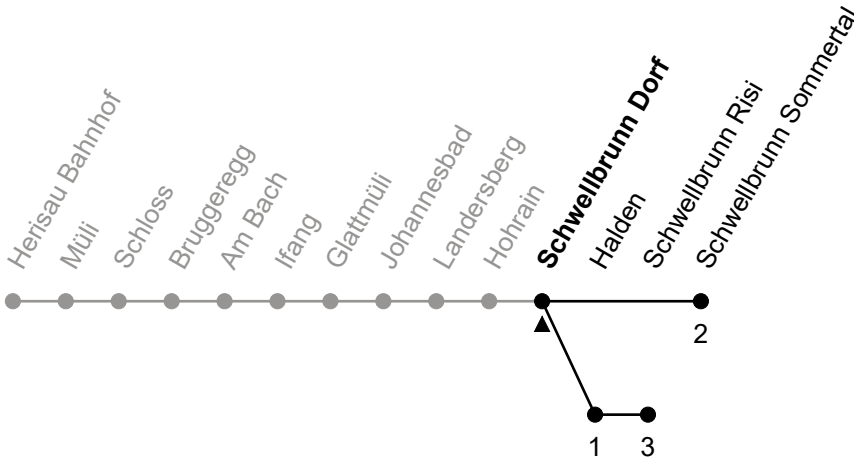 Herisau Bahnhof
Müli
Schloss
Bruggeregg
Am Bach
Ifang
Glattmüli
Johannesbad
Landersberg
Hohrain
Schwellbrunn Dorf
Halden
Schwellbrunn Risi
Schwellbrunn Sommertal
2
1
3